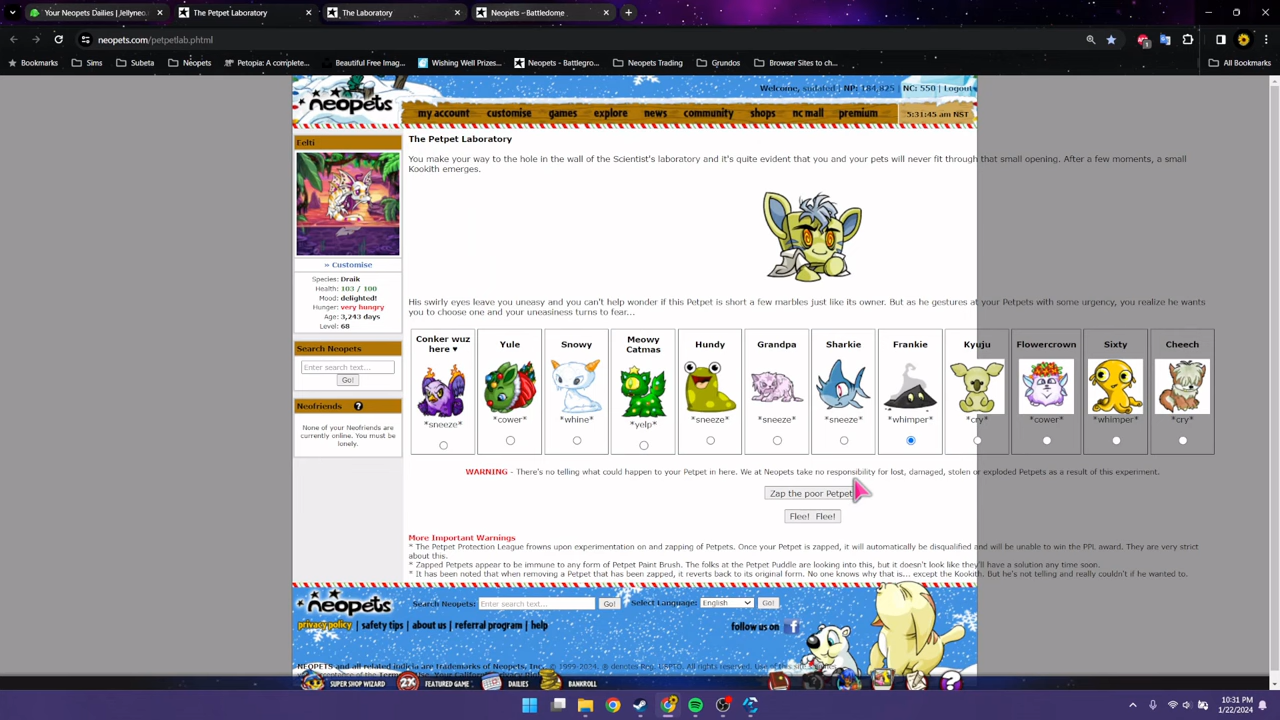 Your Neopets Dailies | Jellyneo
The Petpet Laboratory
The Laboratory
Neopets - Battledome
neopets.com/petpetlab.phtml
Bookmarks
Sims
Subeta
Neopets
Petopia: A complete...
Beautiful Free Imag...
Wishing Well Prizes...
Neopets - Battlegro...
Neopets Trading
Grundos
Browser Sites to ch...
All Bookmarks
neopets
Welcome, sudated | NP: 184,825 | NC: 550 | Logout
my account customise games explore news community shops nc mall premium
5:31:45 am NST
Eelti
» Customise
Species: Draik
Health: 103 / 100
Mood: delighted!
Hunger: very hungry
Age: 3,243 days
Level: 68
Search Neopets
Enter search text...
Go!
Neofriends ?
None of your Neofriends are
currently online. You must be
lonely.
The Petpet Laboratory
You make your way to the hole in the wall of the Scientist's laboratory and it's quite evident that you and your pets will never fit through that small opening. After a few moments, a small
Kookith emerges.
His swirly eyes leave you uneasy and you can't help wonder if this Petpet is short a few marbles just like its owner. But as he gestures at your Petpets with some urgency, you realize he wants
you to choose one and your uneasiness turns to fear...
Conker wuz
here ♥
Yule
Snowy
Meowy
Catmas
Hundy
Grandpa
Sharkie
Frankie
Kyuju
Flowercrown
Sixty
Cheech
*sneeze*
*cower*
*whine*
*yelp*
*sneeze*
*sneeze*
*sneeze*
*whimper*
*cry*
*cower*
*whimper*
*cry*
WARNING - There's no telling what could happen to your Petpet in here. We at Neopets take no responsibility for lost, damaged, stolen or exploded Petpets as a result of this experiment.
Zap the poor Petpet
Flee! Flee!
More Important Warnings
* The Petpet Protection League frowns upon experimentation on and zapping of Petpets. Once your Petpet is zapped, it will automatically be disqualified and will be unable to win the PPL award. They are very strict
about this.
* Zapped Petpets appear to be immune to any form of Petpet Paint Brush. The folks at the Petpet Puddle are looking into this, but it doesn't look like they'll have a solution any time soon.
* It has been noted that when removing a Petpet that has been zapped, it reverts back to its original form. No one knows why that is... except the Kookith. But he's not telling and really couldn't if he wanted to.
neopets
Search Neopets: Enter search text... Go! Select Language: English Go!
privacy policy | safety tips | about us | referral program | help
follow us on
NEOPETS and all related indicia are Trademarks of Neopets, Inc. © 1999-2024. ® denotes Reg. US PTO. All rights reserved. Use of this site
SUPER SHOP WIZARD
2X FEATURED GAME
DAILIES
BANKROLL
10:31 PM
1/22/2024